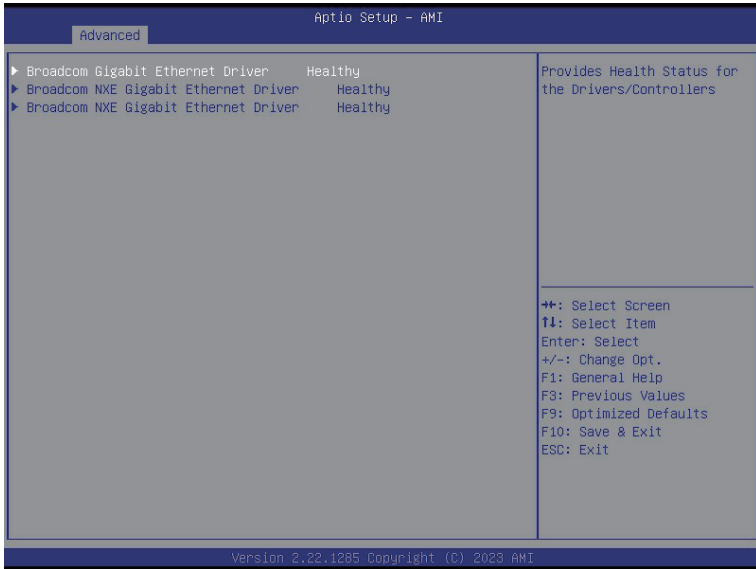 Aptio Setup – AMI
Advanced
▶ Broadcom Gigabit Ethernet Driver Healthy
▶ Broadcom NXE Gigabit Ethernet Driver Healthy
▶ Broadcom NXE Gigabit Ethernet Driver Healthy
Provides Health Status for
the Drivers/Controllers
→←: Select Screen
↑↓: Select Item
Enter: Select
+/-: Change Opt.
F1: General Help
F3: Previous Values
F9: Optimized Defaults
F10: Save & Exit
ESC: Exit
Version 2.22.1285 Copyright (C) 2023 AMI